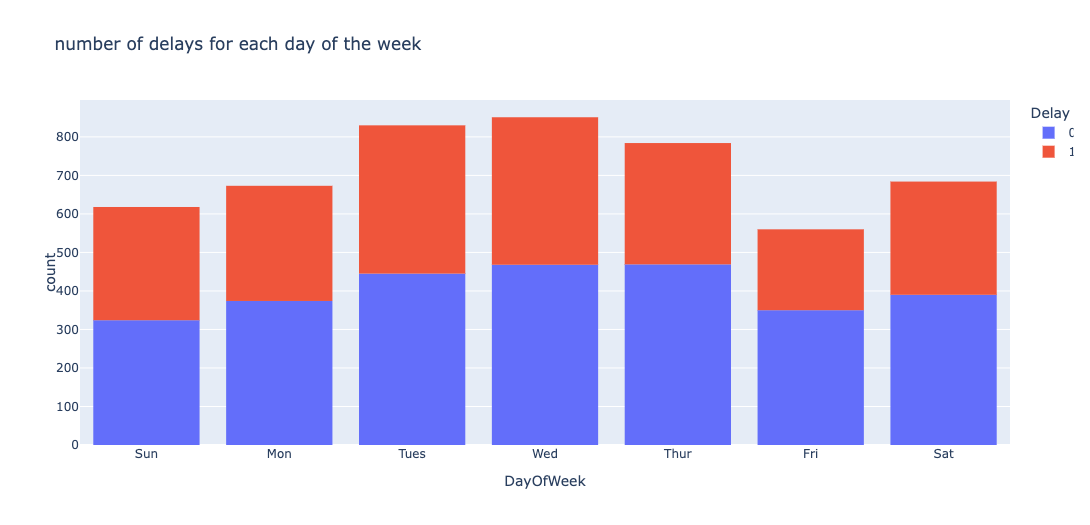 number of delays for each day of the week
Delay
0
1
count
800
700
600
500
400
300
200
100
0
Sun Mon Tues Wed Thur Fri Sat
DayOfWeek